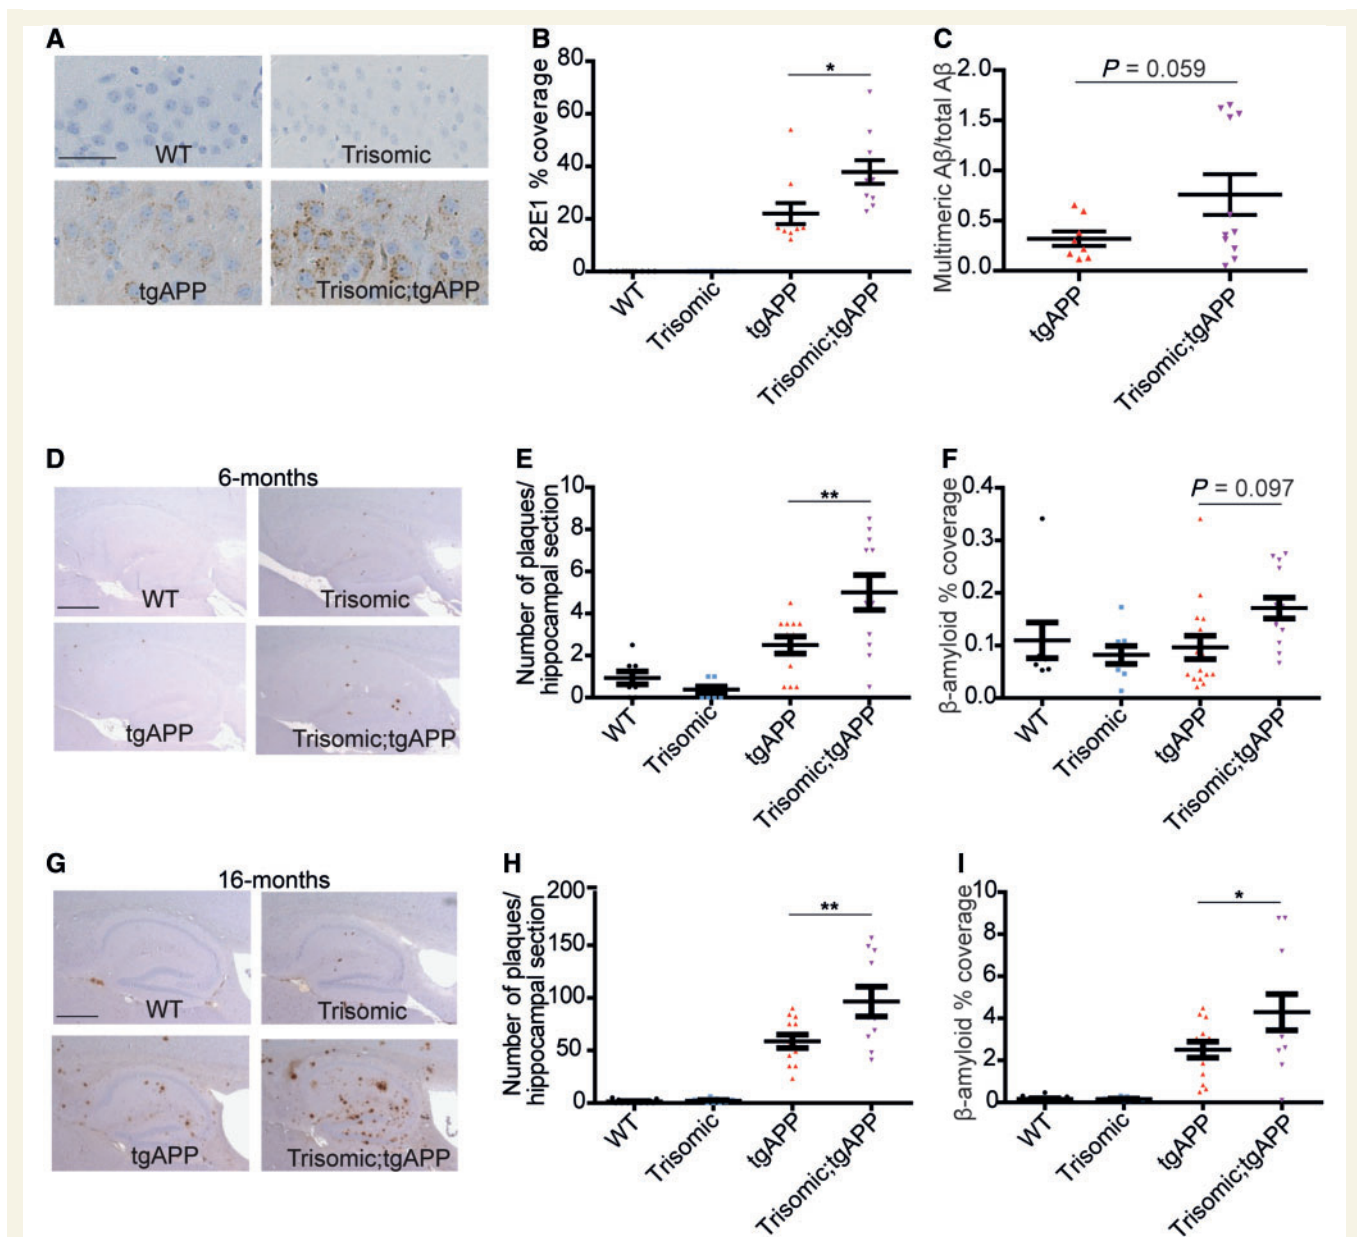 A
WT
Trisomic
tgAPP
Trisomic;tgAPP
B
82E1 % coverage
80
60
40
20
0
*
WT
Trisomic
tgAPP
Trisomic;tgAPP
C
Multimeric Aβ/total Aβ
2.0
1.5
1.0
0.5
0.0
P = 0.059
tgAPP
Trisomic;tgAPP
D
6-months
WT
Trisomic
tgAPP
Trisomic;tgAPP
E
Number of plaques/
hippocampal section
10
8
6
4
2
0
**
WT
Trisomic
tgAPP
Trisomic;tgAPP
F
β-amyloid % coverage
0.4
0.3
0.2
0.1
0.0
P = 0.097
WT
Trisomic
tgAPP
Trisomic;tgAPP
G
16-months
WT
Trisomic
tgAPP
Trisomic;tgAPP
H
Number of plaques/
hippocampal section
200
150
100
50
0
**
WT
Trisomic
tgAPP
Trisomic;tgAPP
I
β-amyloid % coverage
10
8
6
4
2
0
*
WT
Trisomic
tgAPP
Trisomic;tgAPP